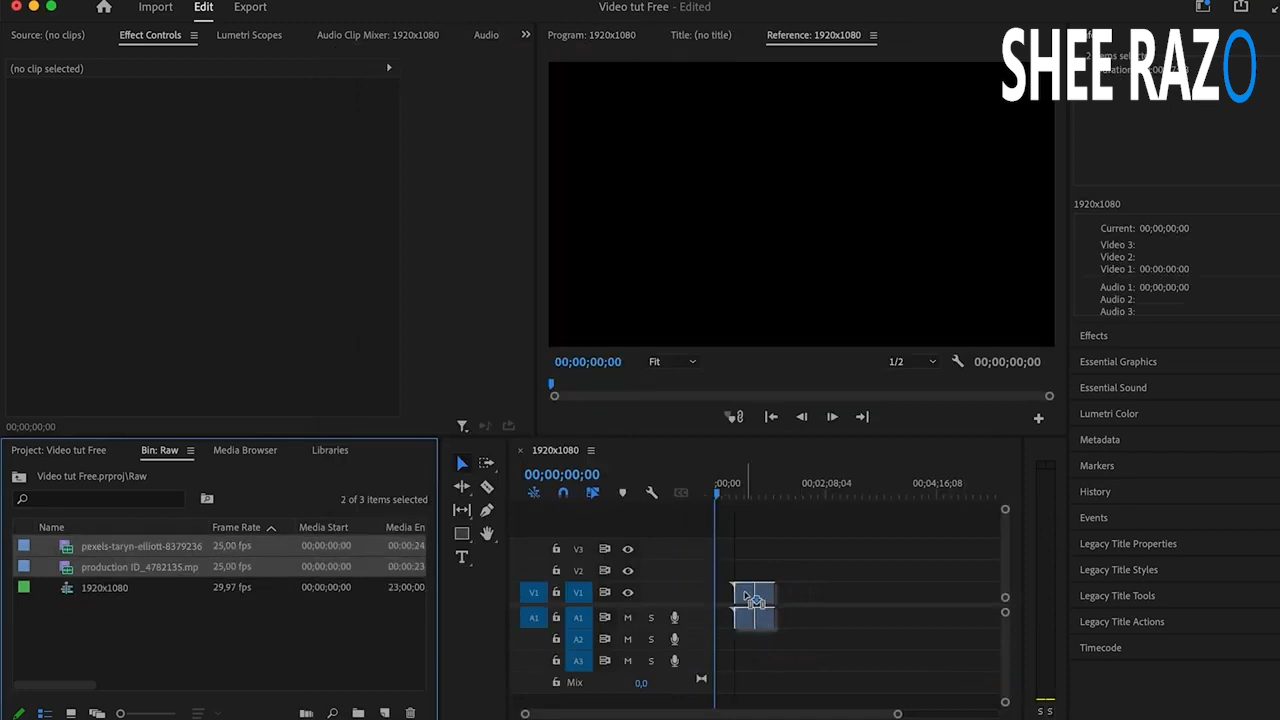 Import Edit Export Video tut Free - Edited
Source: (no clips) Effect Controls Lumetri Scopes Audio Clip Mixer: 1920x1080 Audio Program: 1920x1080 Title: (no title) Reference: 1920x1080
SHEE RAZO
(no clip selected)
1920x1080
Current: 00;00;00;00
Video 3:
Video 2:
Video 1: 00:00:00:00
Audio 1: 00;00;00;00
Audio 2:
Audio 3:
Effects
00;00;00;00 Fit 1/2 00;00;00;00
Essential Graphics
Essential Sound
Lumetri Color
00;00;00;00
Metadata
Project: Video tut Free Bin: Raw Media Browser Libraries
1920x1080
Markers
Video tut Free.prproj\Raw
00;00;00;00
;00;00 00;02;08;04 00;04;16;08
History
2 of 3 items selected
Events
Name Frame Rate Media Start Media En
pexels-taryn-elliott-8379236 25,00 fps 00;00;00:00 00;00:24
production ID_4782135.mp 25,00 fps 00;00;00:00 00;00:23
1920x1080 29,97 fps 00;00;00;00 23;00;00
V3
V2
V1 V1
A1 A1 M S
A2 M S
A3 M S
Mix 0,0
Legacy Title Properties
Legacy Title Styles
Legacy Title Tools
Legacy Title Actions
Timecode
S S